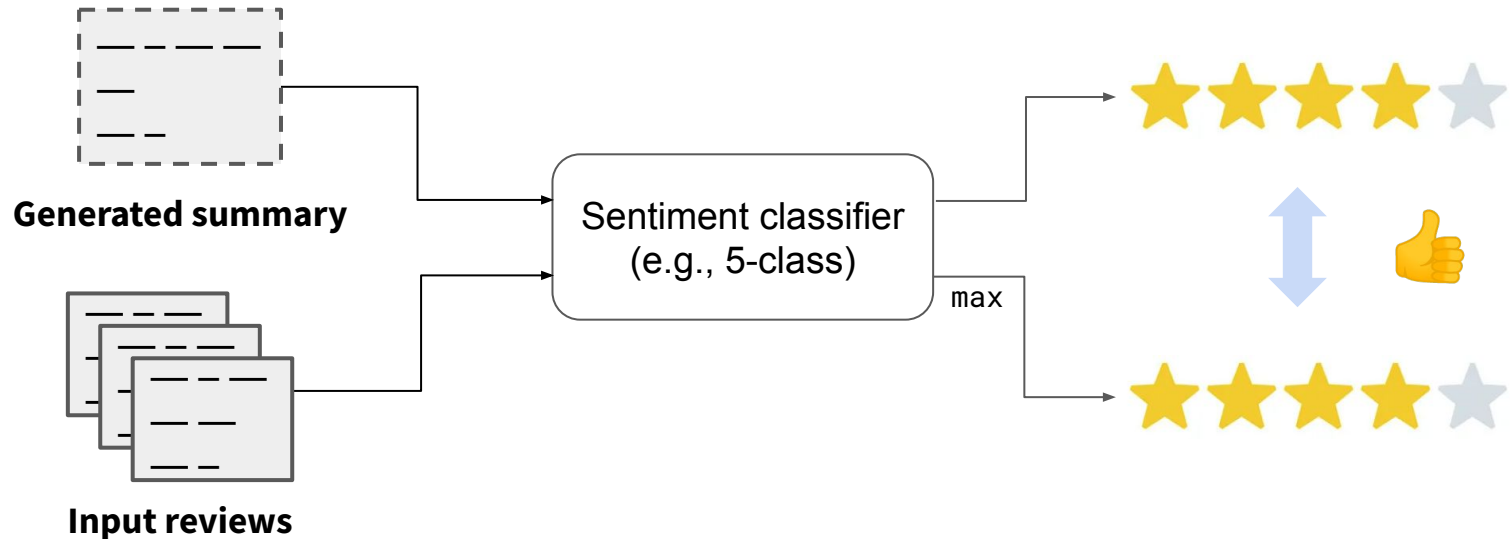 Generated summary
Input reviews
Sentiment classifier
(e.g., 5-class)
max